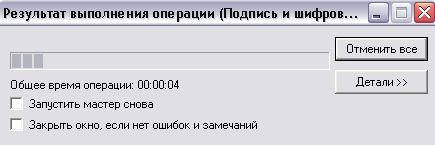 Результат выполнения операции (Подпись и шифров...
Отменить все
Детали >>
Общее время операции: 00:00:04
Запустить мастер снова
Закрыть окно, если нет ошибок и замечаний